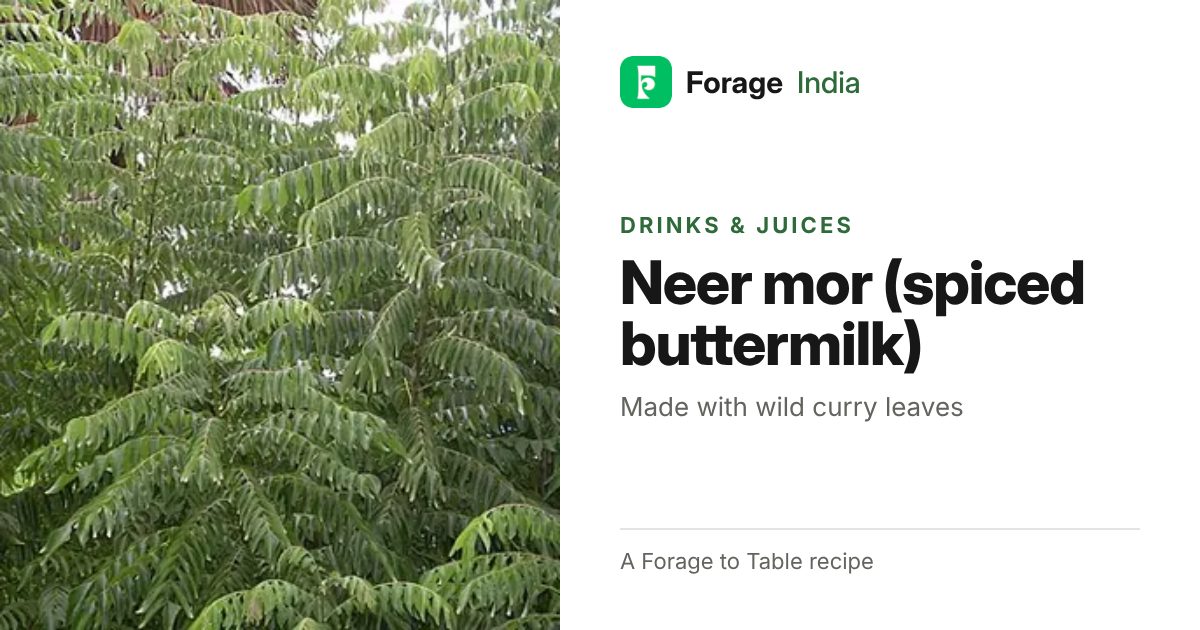 Forage India
DRINKS & JUICES
Neer mor (spiced
buttermilk)
Made with wild curry leaves
A Forage to Table recipe